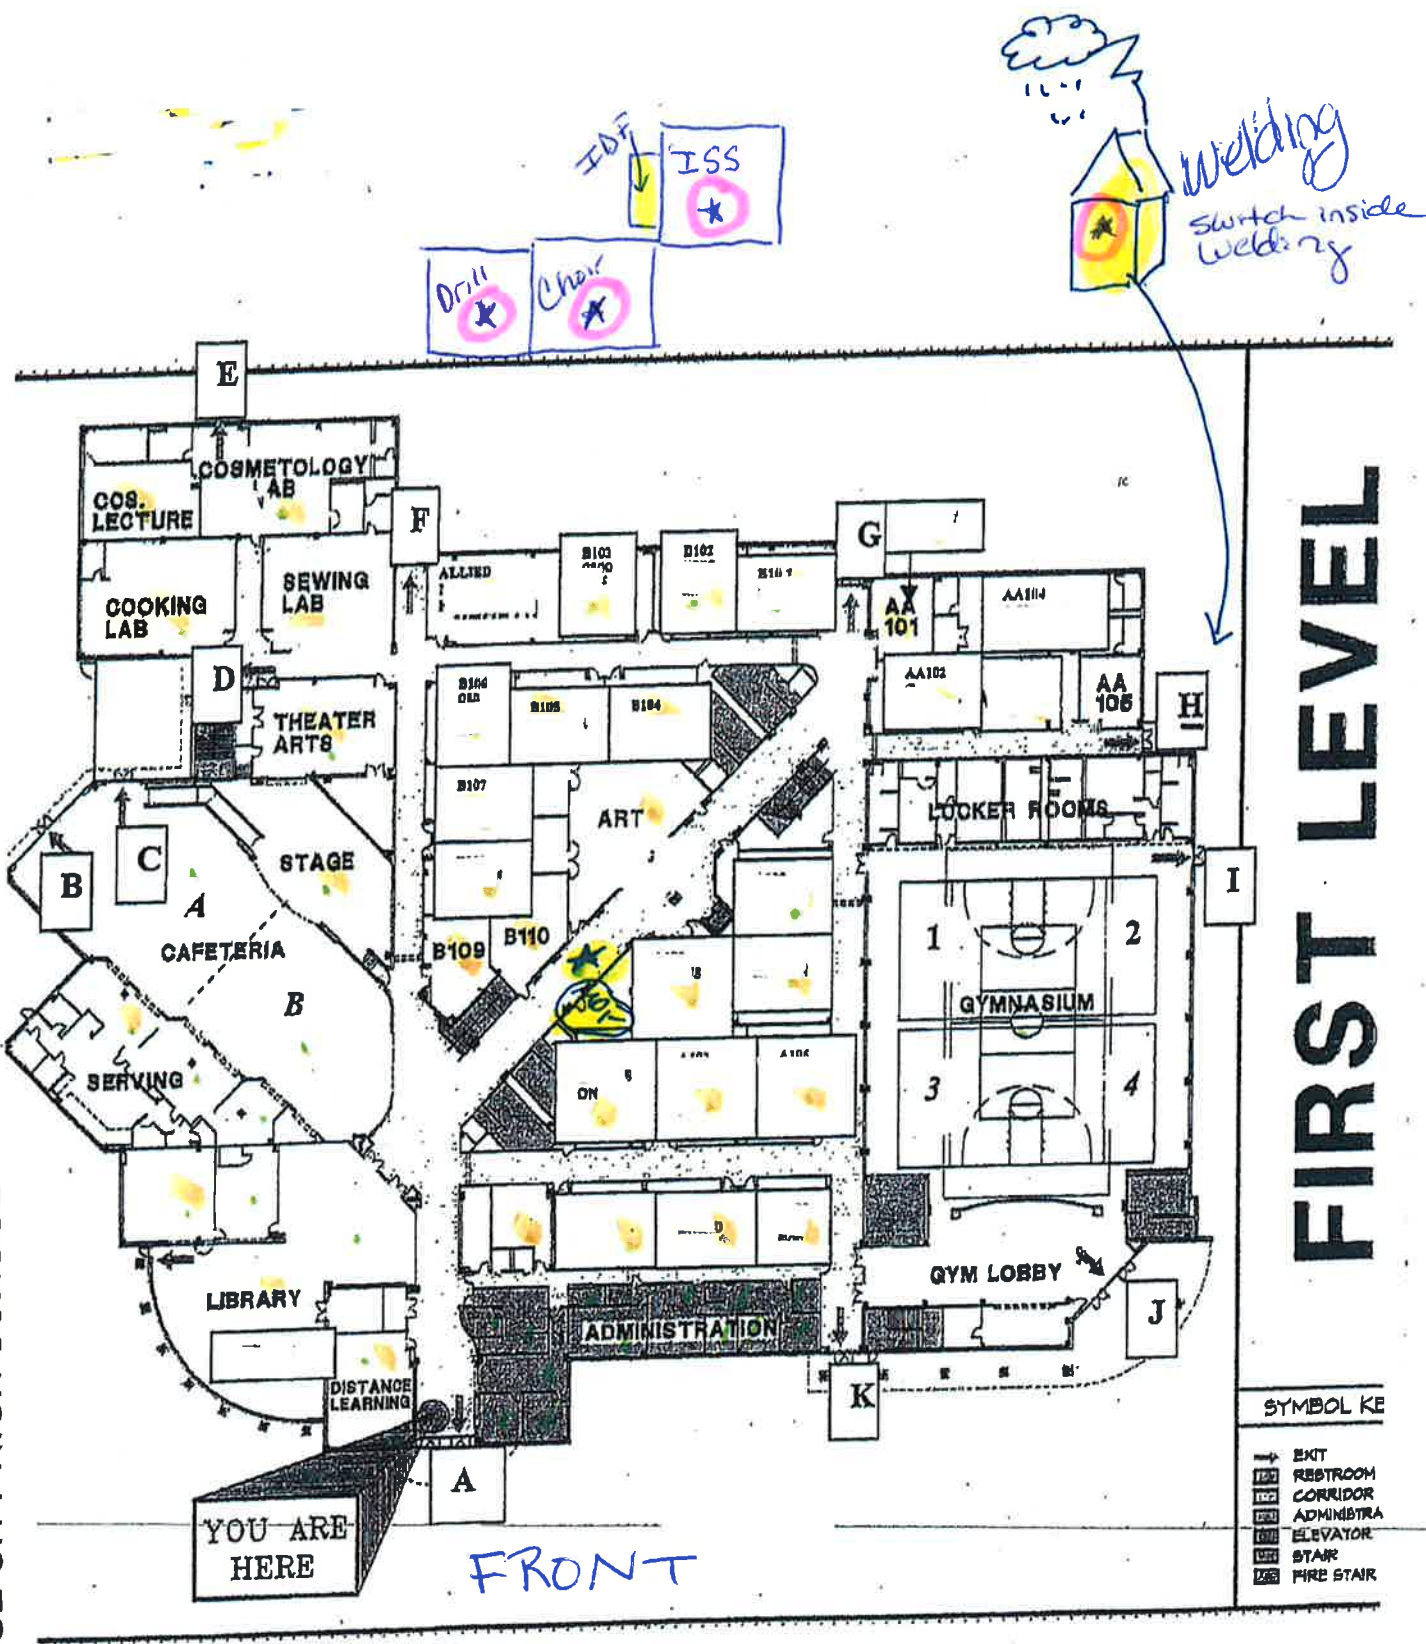 IDF
ISS
Welding
switch inside
Welding
Drill
Choir
E
COSMETOLOGY
LAB
COS.
LECTURE
F
G
ALLIED
B103
B102
AA
101
AA104
SEWING
LAB
COOKING
LAB
D
B106
B105
B104
AA102
AA
105
H
THEATER
ARTS
B107
ART
LOCKER ROOMS
C
B
STAGE
I
A
CAFETERIA
B
B109
B110
1
2
GYMNASIUM
3
4
SERVING
ON
A106
FIRST LEVEL
LIBRARY
GYM LOBBY
ADMINISTRATION
J
DISTANCE
LEARNING
K
A
YOU ARE
HERE
FRONT
SYMBOL KE
EXIT
RESTROOM
CORRIDOR
ADMINISTRA
ELEVATOR
STAIR
FIRE STAIR